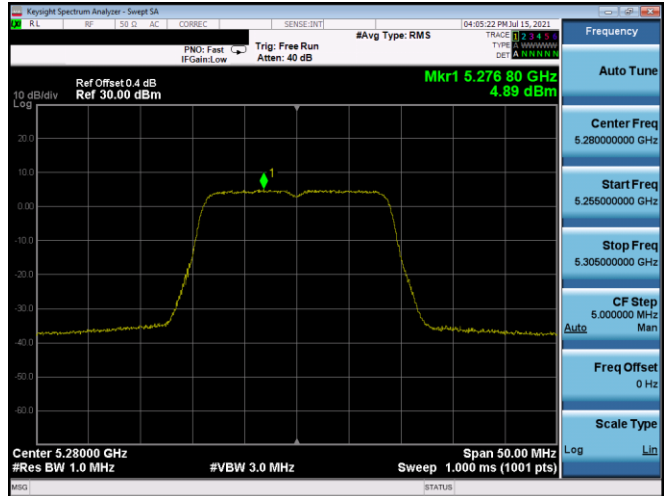 Keysight Spectrum Analyzer - Swept SA
RL RF 50 Ω AC CORREC SENSE:INT 04:05:22 PM Jul 15, 2021
#Avg Type: RMS
TRACE 1 2 3 4 5 6
TYPE A WWWWW
DET A N N N N N
PNO: Fast Trig: Free Run
IFGain:Low Atten: 40 dB
Mkr1 5.276 80 GHz
4.89 dBm
Ref Offset 0.4 dB
10 dB/div Ref 30.00 dBm
Log
20.0
10.0
1
0.00
-10.0
-20.0
-30.0
-40.0
-50.0
-60.0
Center 5.28000 GHz Span 50.00 MHz
#Res BW 1.0 MHz #VBW 3.0 MHz Sweep 1.000 ms (1001 pts)
MSG STATUS
Frequency
Auto Tune
Center Freq
5.280000000 GHz
Start Freq
5.255000000 GHz
Stop Freq
5.305000000 GHz
CF Step
5.000000 MHz
Auto Man
Freq Offset
0 Hz
Scale Type
Log Lin